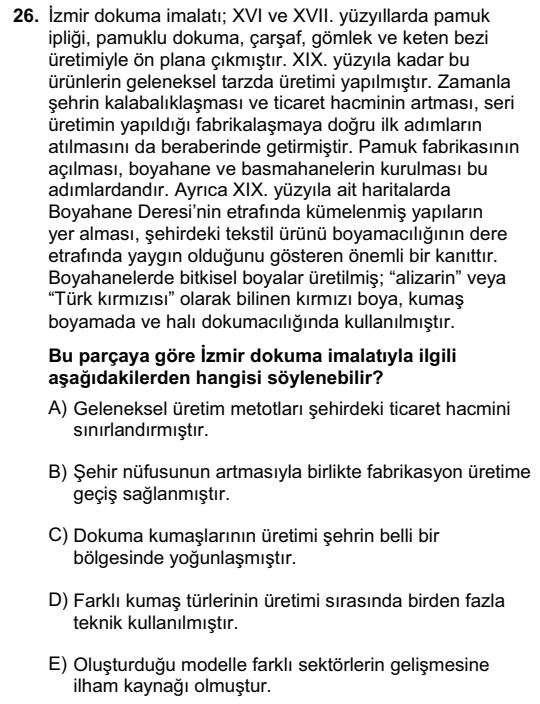 26. İzmir dokuma imalatı; XVI ve XVII. yüzyıllarda pamuk
ipliği, pamuklu dokuma, çarşaf, gömlek ve keten bezi
üretimiyle ön plana çıkmıştır. XIX. yüzyıla kadar bu
ürünlerin geleneksel tarzda üretimi yapılmıştır. Zamanla
şehrin kalabalıklaşması ve ticaret hacminin artması, seri
üretimin yapıldığı fabrikalaşmaya doğru ilk adımların
atılmasını da beraberinde getirmiştir. Pamuk fabrikasının
açılması, boyahane ve basmahanelerin kurulması bu
adımlardandır. Ayrıca XIX. yüzyıla ait haritalarda
Boyahane Deresi’nin etrafında kümelenmiş yapıların
yer alması, şehirdeki tekstil ürünü boyamacılığının dere
etrafında yaygın olduğunu gösteren önemli bir kanıttır.
Boyahanelerde bitkisel boyalar üretilmiş; “alizarin” veya
“Türk kırmızısı” olarak bilinen kırmızı boya, kumaş
boyamada ve halı dokumacılığında kullanılmıştır.
Bu parçaya göre İzmir dokuma imalatıyla ilgili
aşağıdakilerden hangisi söylenebilir?
A) Geleneksel üretim metotları şehirdeki ticaret hacmini
sınırlandırmıştır.
B) Şehir nüfusunun artmasıyla birlikte fabrikasyon üretime
geçiş sağlanmıştır.
C) Dokuma kumaşlarının üretimi şehrin belli bir
bölgesinde yoğunlaşmıştır.
D) Farklı kumaş türlerinin üretimi sırasında birden fazla
teknik kullanılmıştır.
E) Oluşturduğu modelle farklı sektörlerin gelişmesine
ilham kaynağı olmuştur.